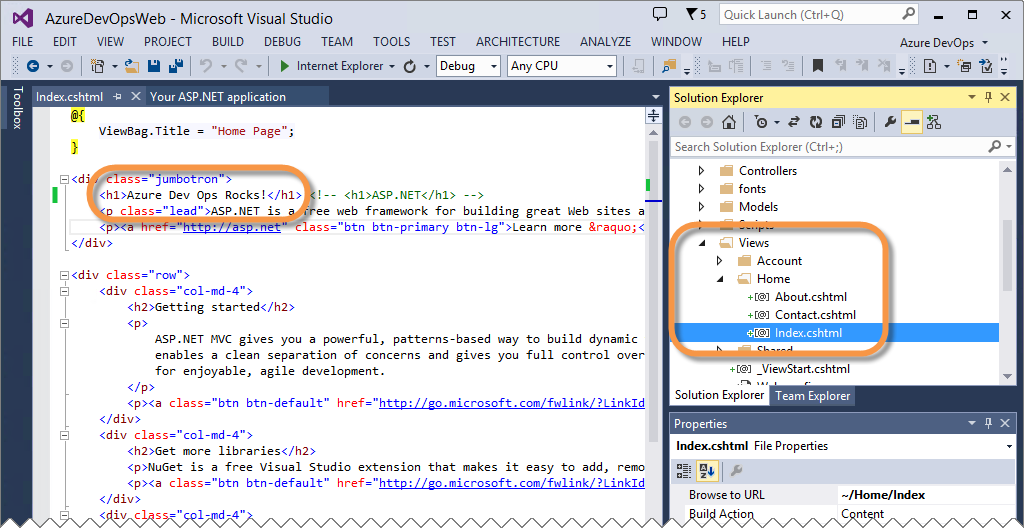 AzureDevOpsWeb - Microsoft Visual Studio
5
Quick Launch (Ctrl+Q)
FILE EDIT VIEW PROJECT BUILD DEBUG TEAM TOOLS TEST ARCHITECTURE ANALYZE WINDOW HELP
Azure DevOps
Internet Explorer
Debug
Any CPU
Toolbox
Index.cshtml
Your ASP.NET application
@{
ViewBag.Title = "Home Page";
}
<div class="jumbotron">
<h1>Azure Dev Ops Rocks!</h1> <!-- <h1>ASP.NET</h1> -->
<p class="lead">ASP.NET is a free web framework for building great Web sites a
<p><a href="http://asp.net" class="btn btn-primary btn-lg">Learn more &raquo;<
</div>
<div class="row">
<div class="col-md-4">
<h2>Getting started</h2>
<p>
ASP.NET MVC gives you a powerful, patterns-based way to build dynamic
enables a clean separation of concerns and gives you full control over
for enjoyable, agile development.
</p>
<p><a class="btn btn-default" href="http://go.microsoft.com/fwlink/?LinkId
</div>
<div class="col-md-4">
<h2>Get more libraries</h2>
<p>NuGet is a free Visual Studio extension that makes it easy to add, remo
<p><a class="btn btn-default" href="http://go.microsoft.com/fwlink/?LinkId
</div>
<div class="col-md-4">
Solution Explorer
Search Solution Explorer (Ctrl+;)
Controllers
fonts
Models
Scripts
Views
Account
Home
About.cshtml
Contact.cshtml
Index.cshtml
Shared
_ViewStart.cshtml
Solution Explorer
Team Explorer
Properties
Index.cshtml File Properties
Browse to URL ~/Home/Index
Build Action Content